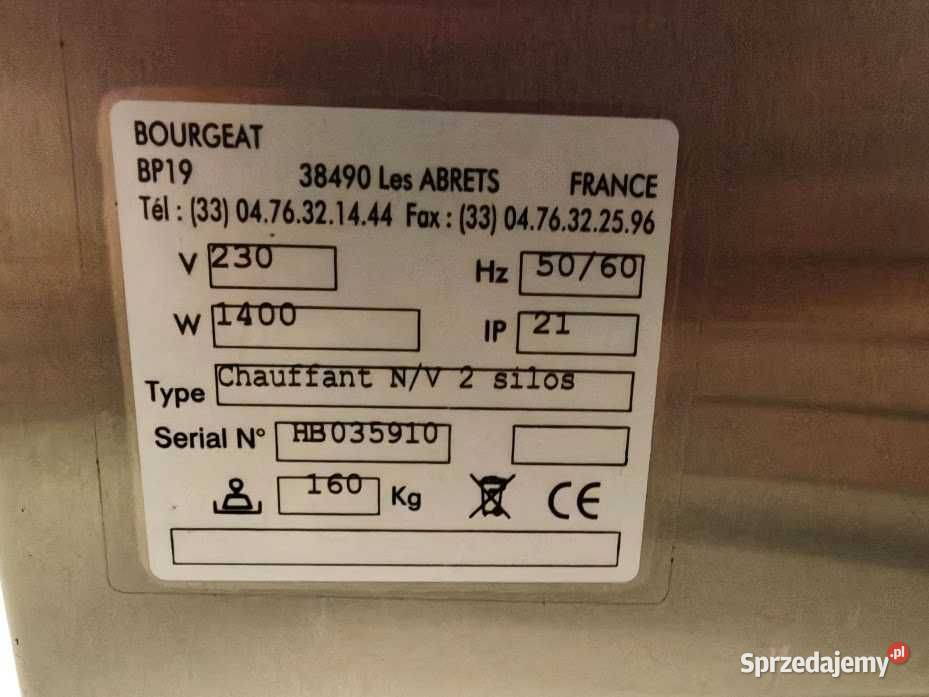 BOURGEAT
BP19 38490 Les ABRETS FRANCE
Tél : (33) 04.76.32.14.44 Fax : (33) 04.76.32.25.96
V 230 Hz 50/60
W 1400 IP 21
Type Chauffant N/V 2 silos
Serial N° HB035910
160 Kg CE
Sprzedajemy.pl